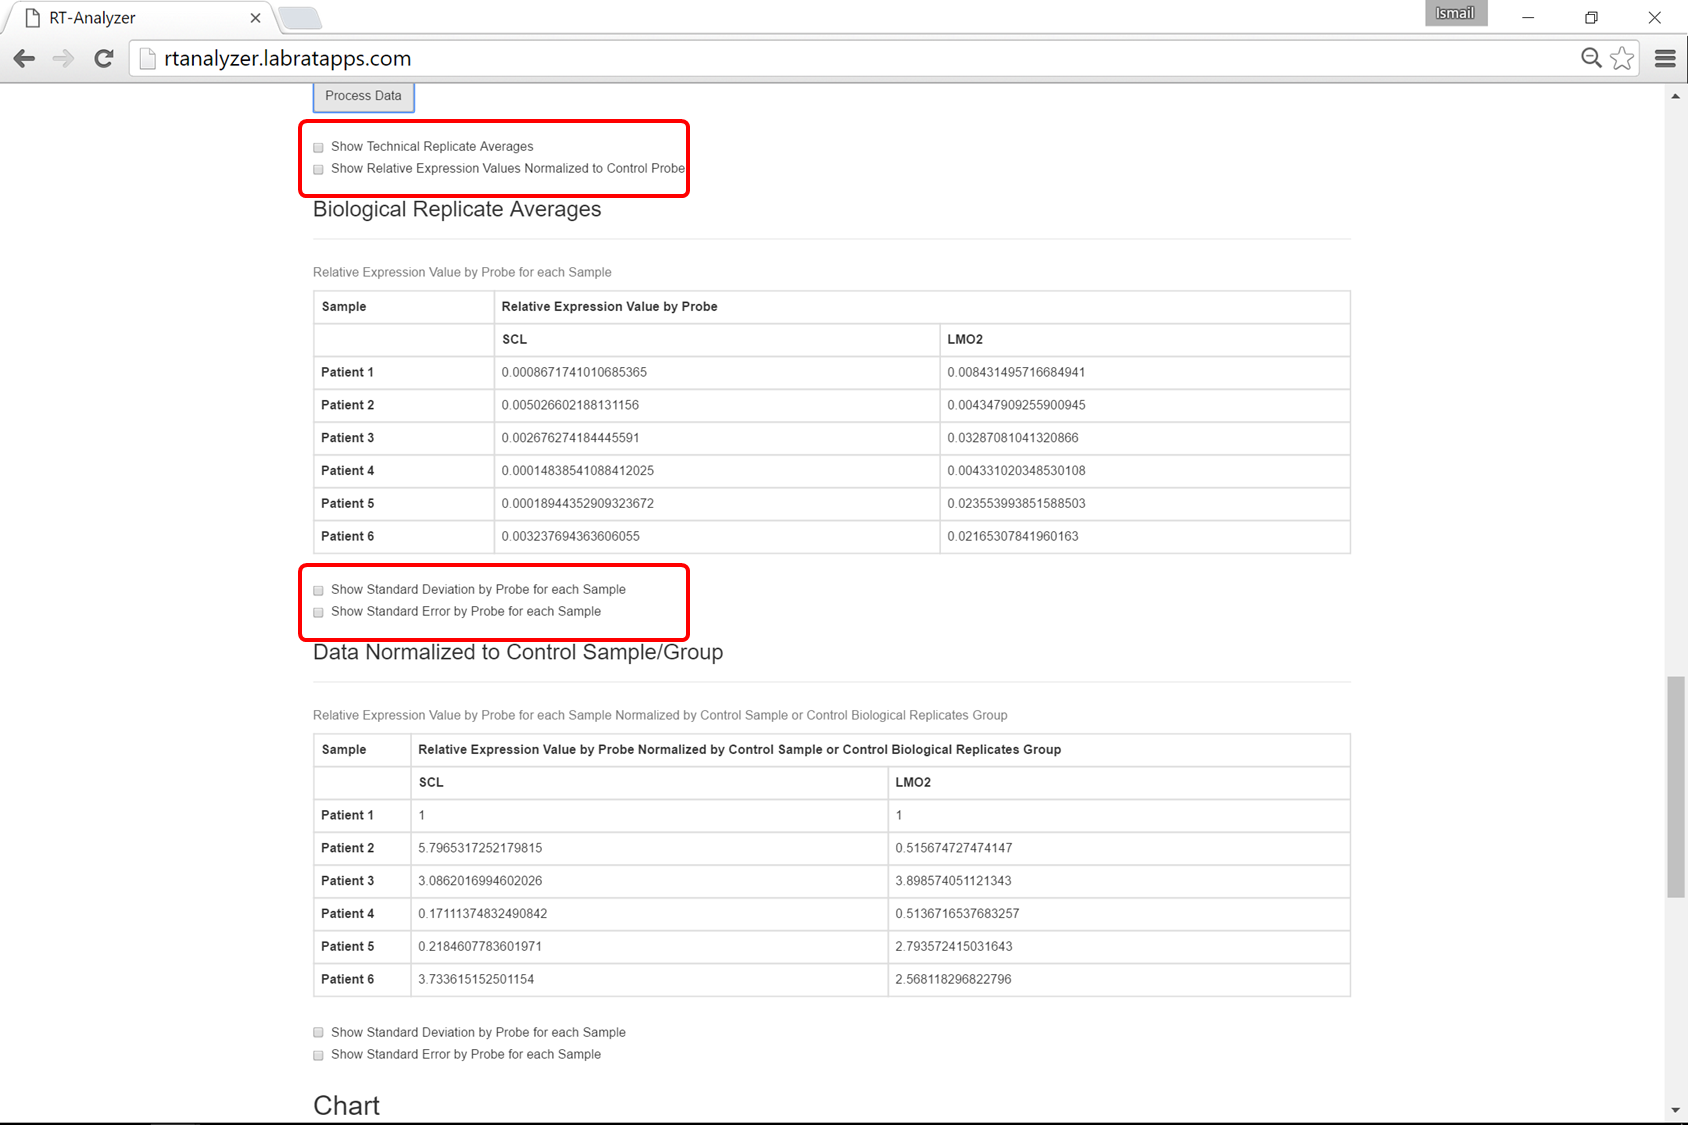 RT-Analyzer
Ismail
rtanalyzer.labratapps.com
Process Data
Show Technical Replicate Averages
Show Relative Expression Values Normalized to Control Probe
Biological Replicate Averages
Relative Expression Value by Probe for each Sample
Sample Relative Expression Value by Probe
SCL LMO2
Patient 1 0.0008671741010685365 0.008431495716684941
Patient 2 0.005026602188131156 0.004347909255900945
Patient 3 0.002676274184445591 0.03287081041320866
Patient 4 0.00014838541088412025 0.004331020348530108
Patient 5 0.00018944352909323672 0.023553993851588503
Patient 6 0.003237694363606055 0.02165307841960163
Show Standard Deviation by Probe for each Sample
Show Standard Error by Probe for each Sample
Data Normalized to Control Sample/Group
Relative Expression Value by Probe for each Sample Normalized by Control Sample or Control Biological Replicates Group
Sample Relative Expression Value by Probe Normalized by Control Sample or Control Biological Replicates Group
SCL LMO2
Patient 1 1 1
Patient 2 5.7965317252179815 0.515674727474147
Patient 3 3.0862016994602026 3.898574051121343
Patient 4 0.17111374832490842 0.5136716537683257
Patient 5 0.2184607783601971 2.793572415031643
Patient 6 3.733615152501154 2.568118296822796
Show Standard Deviation by Probe for each Sample
Show Standard Error by Probe for each Sample
Chart